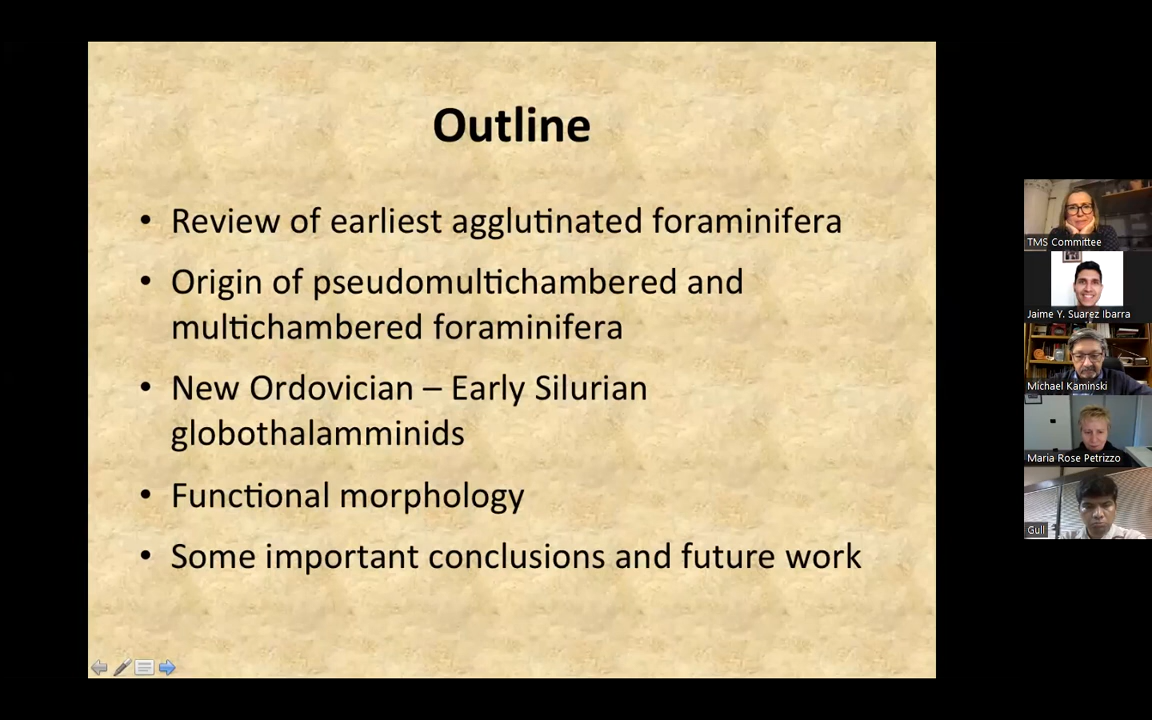 Outline
• Review of earliest agglutinated foraminifera
• Origin of pseudomultichambered and
multichambered foraminifera
• New Ordovician – Early Silurian
globothalamminids
• Functional morphology
• Some important conclusions and future work
TMS Committee
Jaime Y. Suarez Ibarra
Michael Kaminski
Maria Rose Petrizzo
Gull